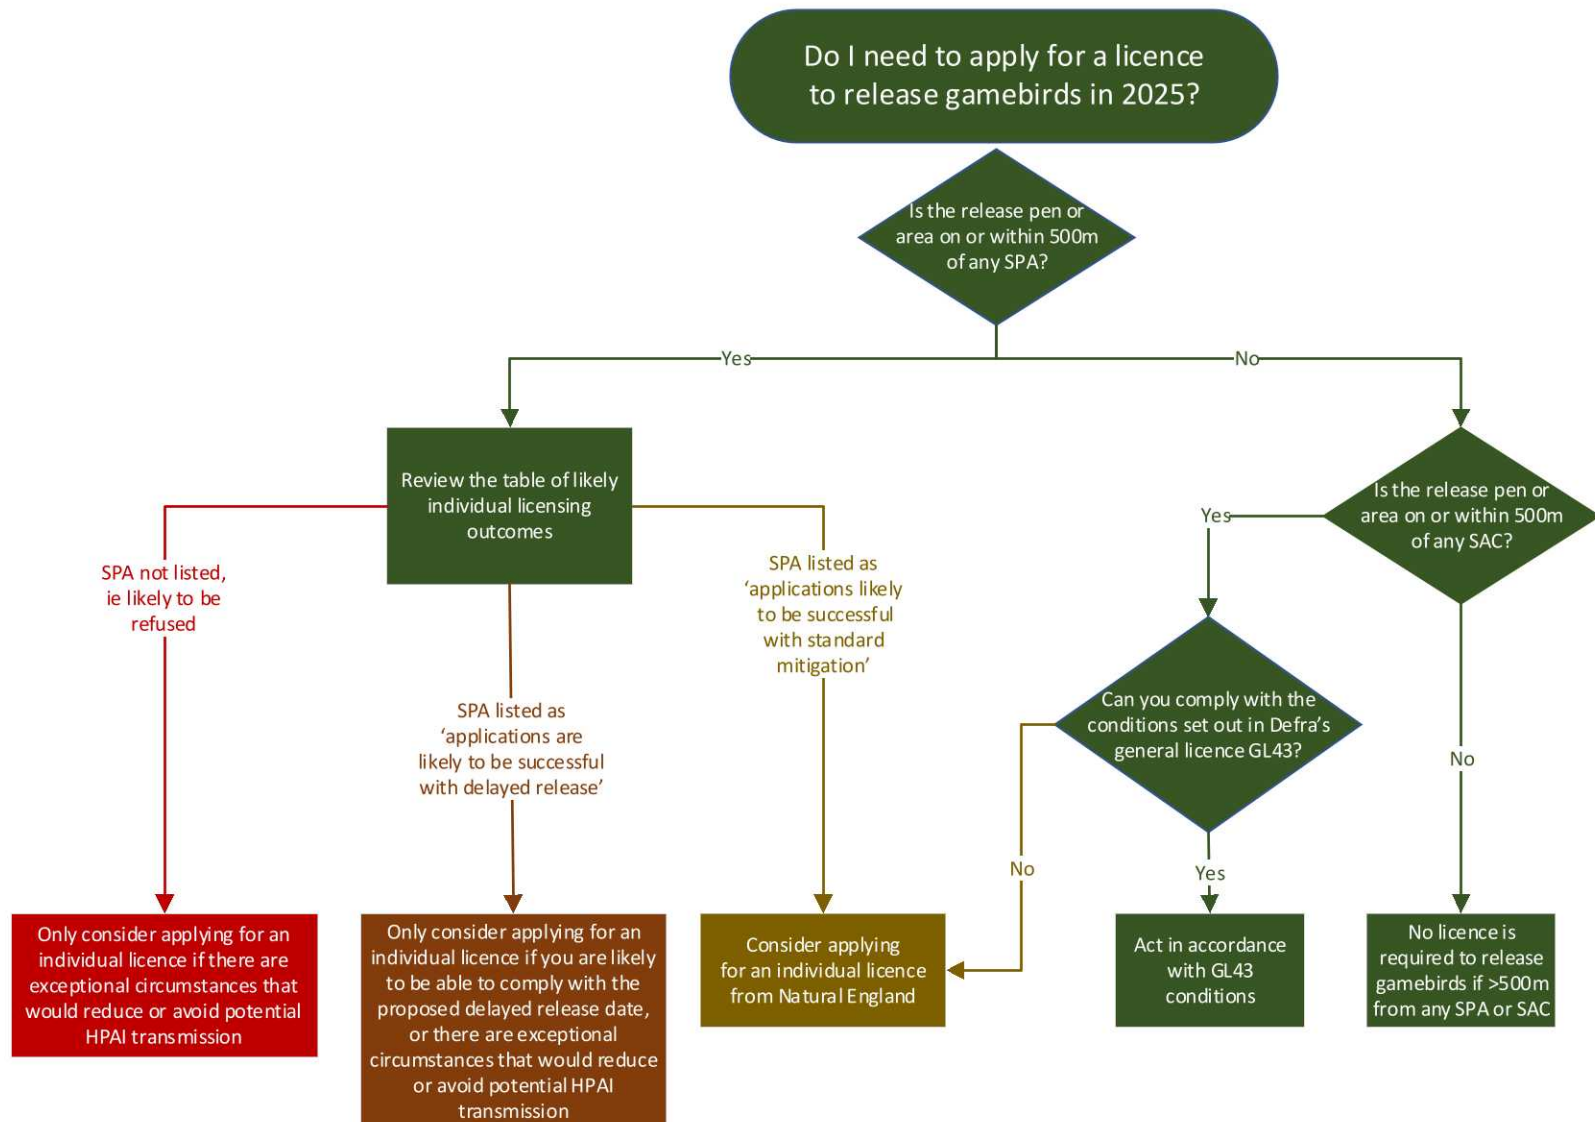 Do I need to apply for a licence
to release gamebirds in 2025?
Is the release pen or
area on or within 500m
of any SPA?
Yes
No
Review the table of likely
individual licensing
outcomes
Is the release pen or
area on or within 500m
of any SAC?
Yes
SPA not listed,
ie likely to be
refused
SPA listed as
‘applications likely
to be successful
with standard
mitigation’
SPA listed as
‘applications are
likely to be successful
with delayed release’
Can you comply with the
conditions set out in Defra’s
general licence GL43?
No
No
Yes
Only consider applying for an
individual licence if there are
exceptional circumstances that
would reduce or avoid potential
HPAI transmission
Only consider applying for an
individual licence if you are likely
to be able to comply with the
proposed delayed release date,
or there are exceptional
circumstances that would reduce
or avoid potential HPAI
transmission
Consider applying
for an individual licence
from Natural England
Act in accordance
with GL43
conditions
No licence is
required to release
gamebirds if >500m
from any SPA or SAC